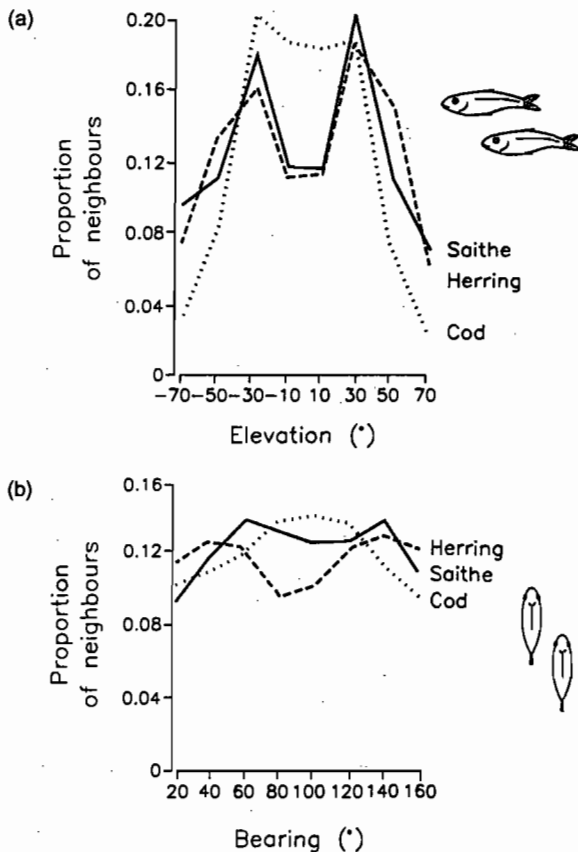 (a)
0.20
0.16
0.12
0.08
0.04
0
Proportion
of neighbours
Saithe
Herring
Cod
-70-50-30-10 10 30 50 70
Elevation (°)
(b)
0.16
0.12
0.08
0.04
0
Proportion
of neighbours
Herring
Saithe
Cod
20 40 60 80 100 120 140 160
Bearing (°)